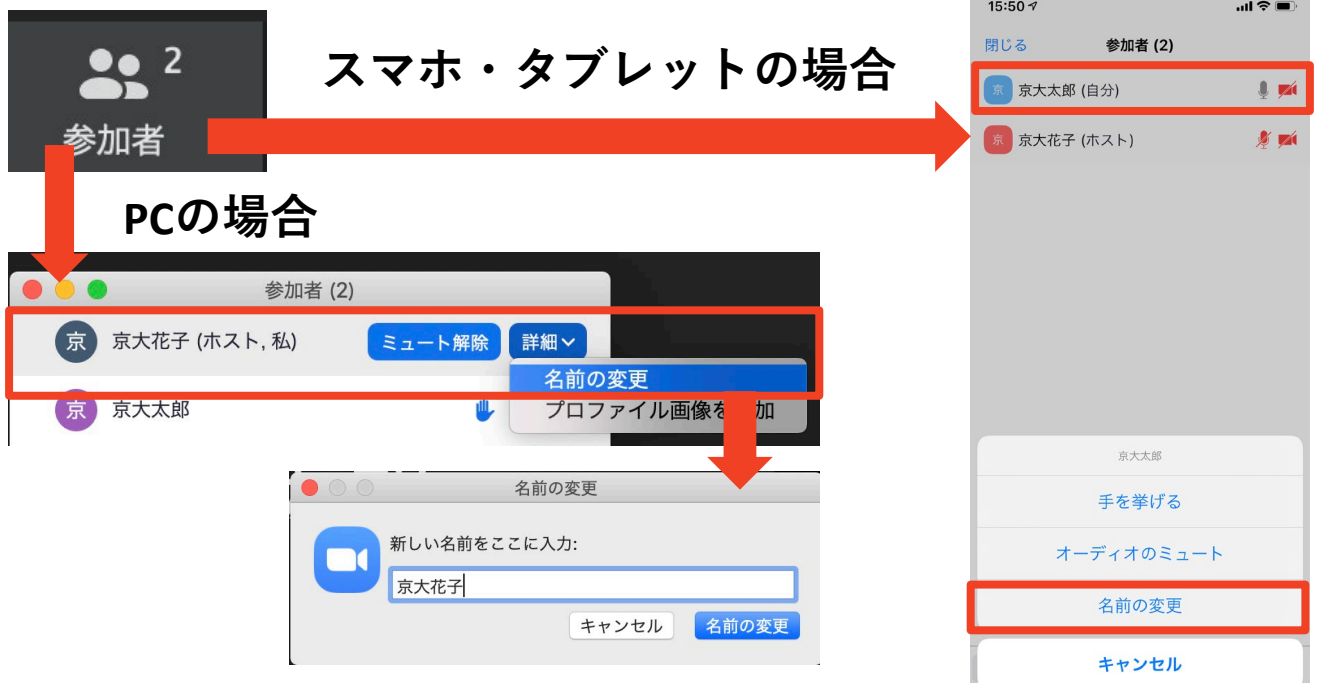 2
参加者
スマホ・タブレットの場合
PCの場合
参加者 (2)
京 京大花子 (ホスト, 私) ミュート解除 詳細
名前の変更
京 京大太郎
プロファイル画像を 加
名前の変更
新しい名前をここに入力:
京大花子
キャンセル 名前の変更
15:50
閉じる 参加者 (2)
京 京大太郎 (自分)
京 京大花子 (ホスト)
京大太郎
手を挙げる
オーディオのミュート
名前の変更
キャンセル